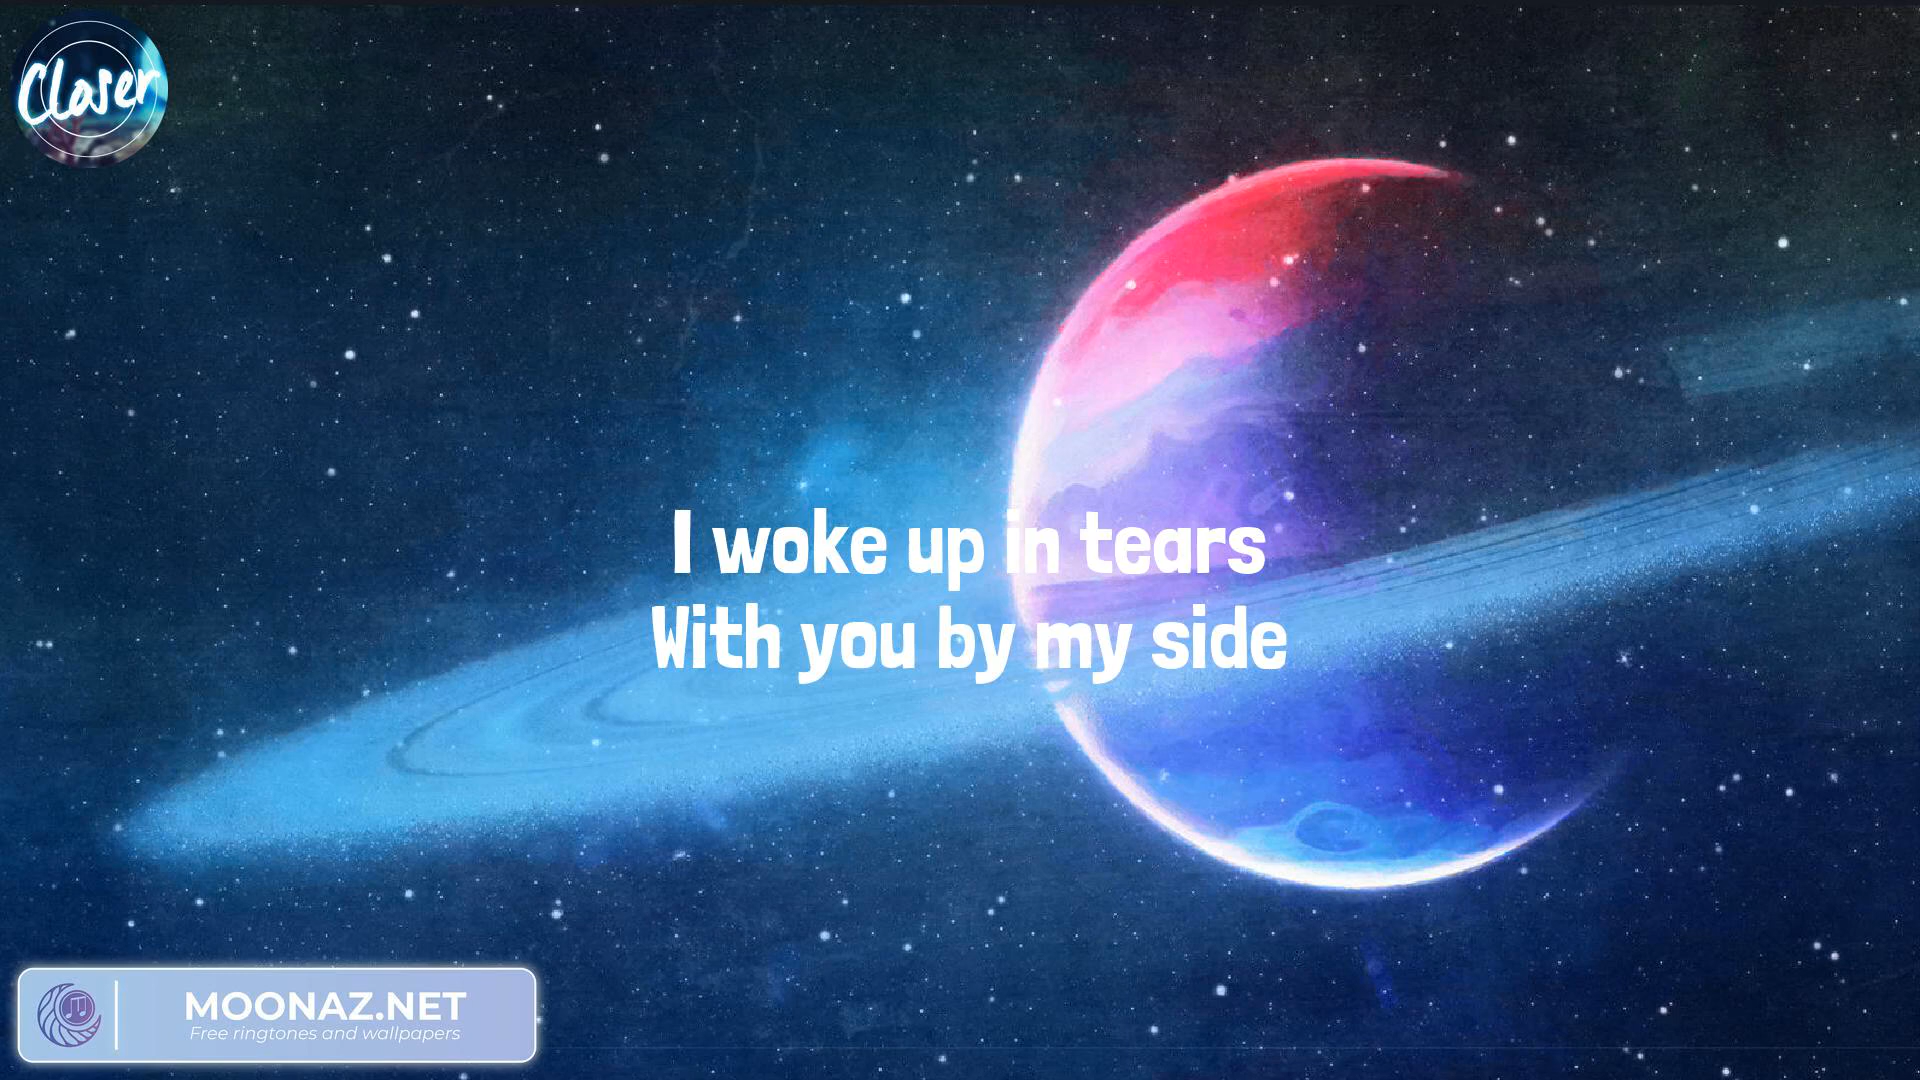 Closer
I woke up in tears
With you by my side
MOONAZ.NET
Free ringtones and wallpapers